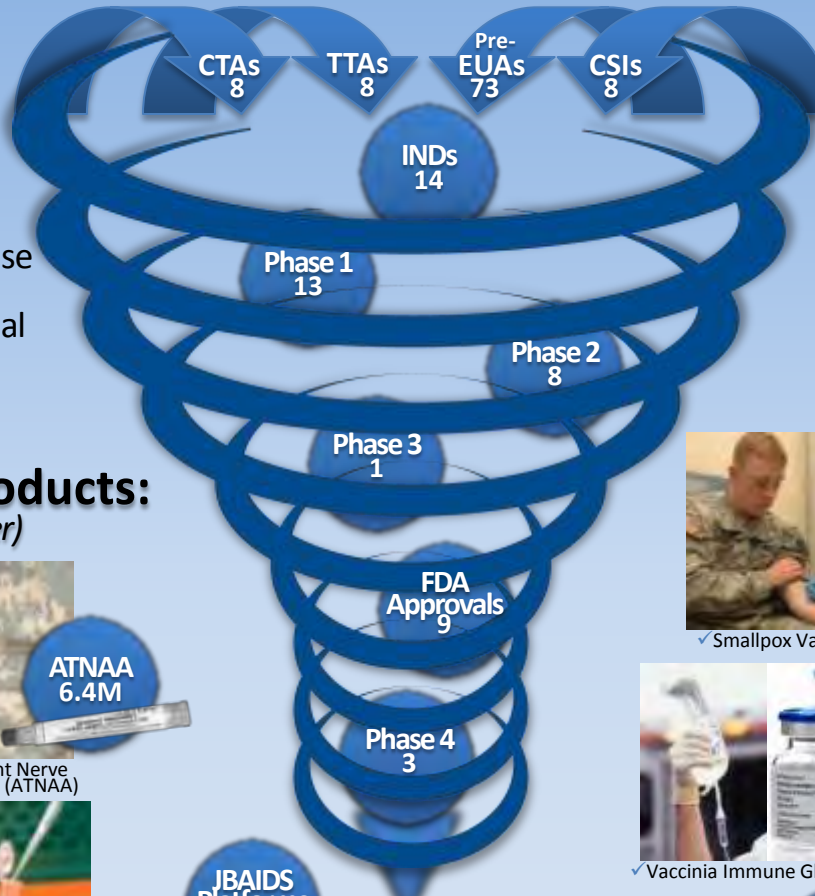 CTAs
8
TTAs
8
Pre-
EUAs
73
CSIs
8
INDs
14
se
Phase 1
13
al
Phase 2
8
Phase 3
1
oducts:
er)
FDA
Approvals
9
ATNAA
6.4M
✓Smallpox Va
Phase 4
3
nt Nerve
(ATNAA)
✓Vaccinia Immune Gl
JBAIDS